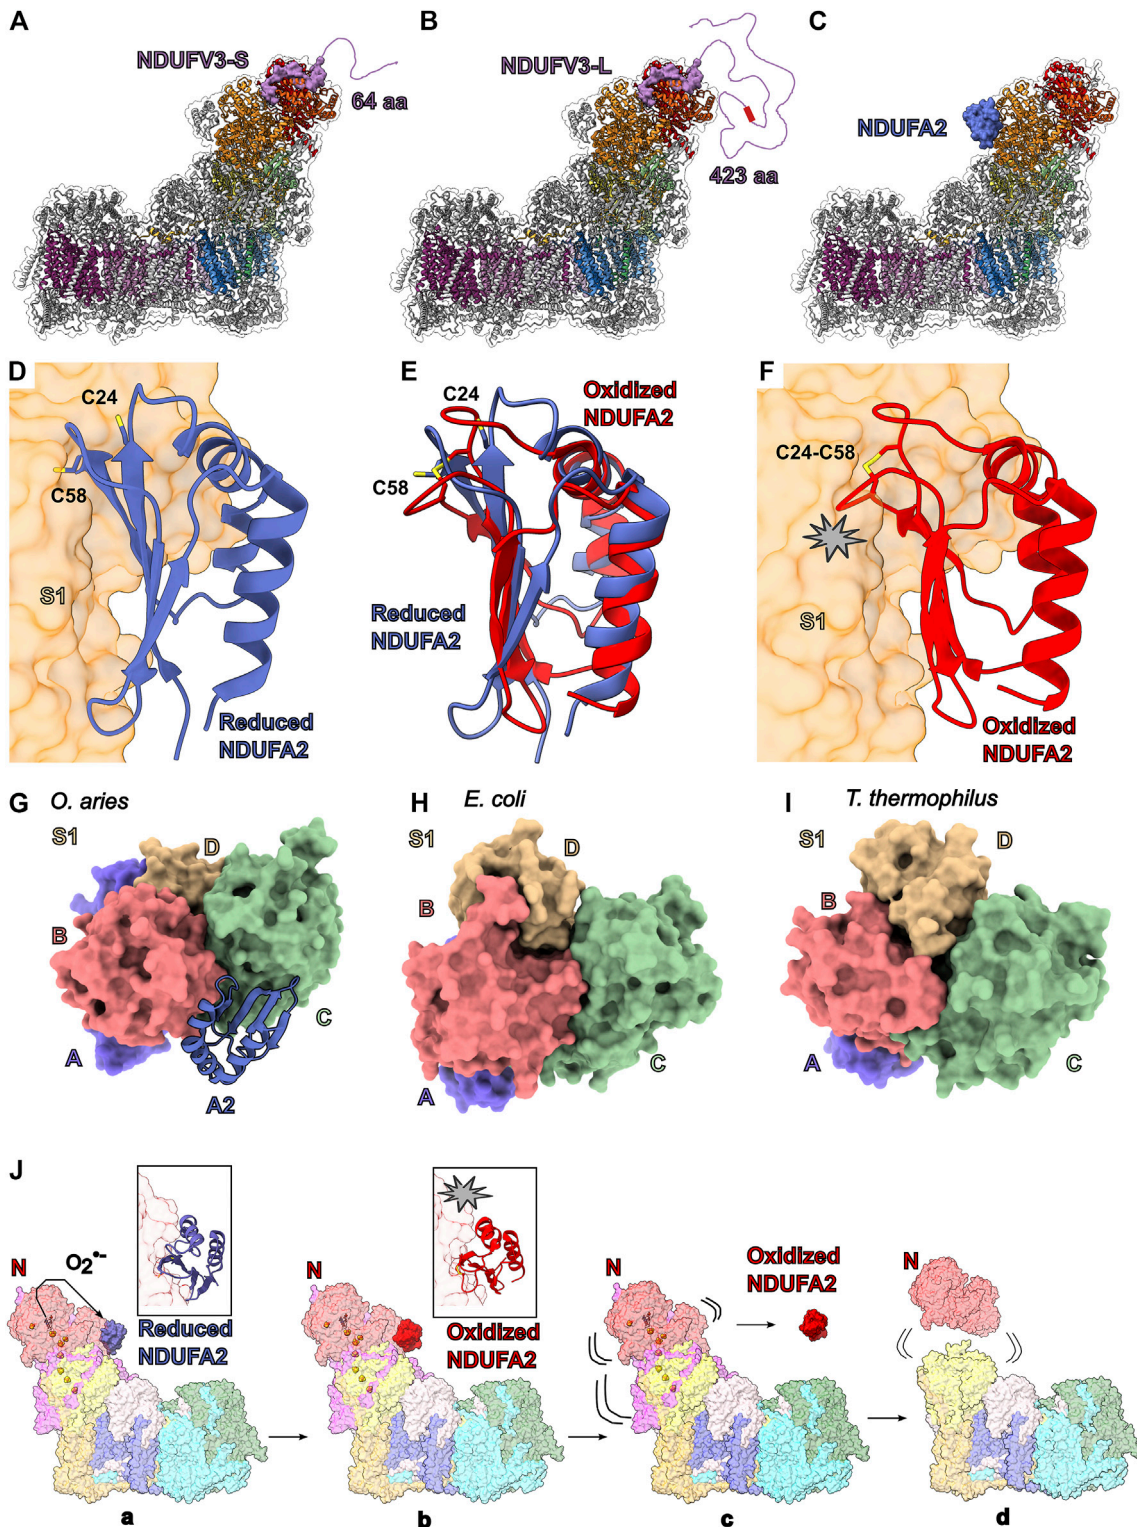 A
NDUFV3-S
64 aa
B
NDUFV3-L
423 aa
C
NDUFA2
D
C24
C58
S1
Reduced
NDUFA2
E
C24
Oxidized
NDUFA2
C58
Reduced
NDUFA2
F
C24-C58
S1
Oxidized
NDUFA2
G
O. aries
S1
D
B
C
A
A2
H
E. coli
S1
D
B
C
A
I
T. thermophilus
S1
D
B
C
A
J
N
O2•-
Reduced
NDUFA2
a
N
Oxidized
NDUFA2
b
N
Oxidized
NDUFA2
c
N
d